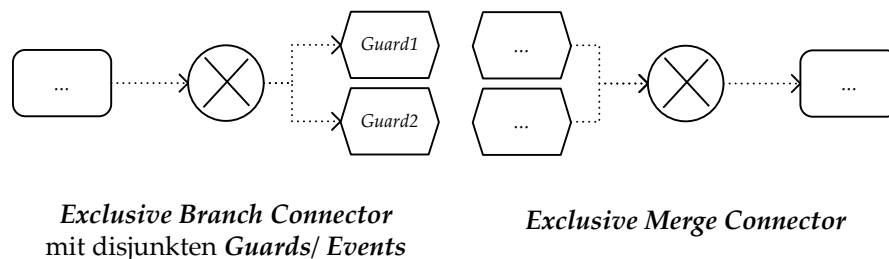 ...
Guard1
Guard2
...
...
...
Exclusive Branch Connector
mit disjunkten Guards/ Events
Exclusive Merge Connector